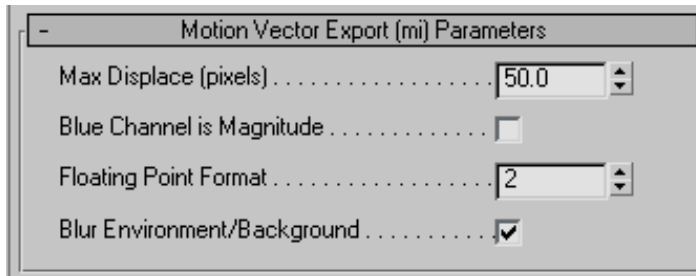 - Motion Vector Export (mi) Parameters
Max Displace (pixels) . . . . . . . . . . . . . . . . . . 50.0
Blue Channel is Magnitude . . . . . . . . . . . . .
Floating Point Format . . . . . . . . . . . . . . . . . . 2
Blur Environment/Background . . . . . . . . . . .